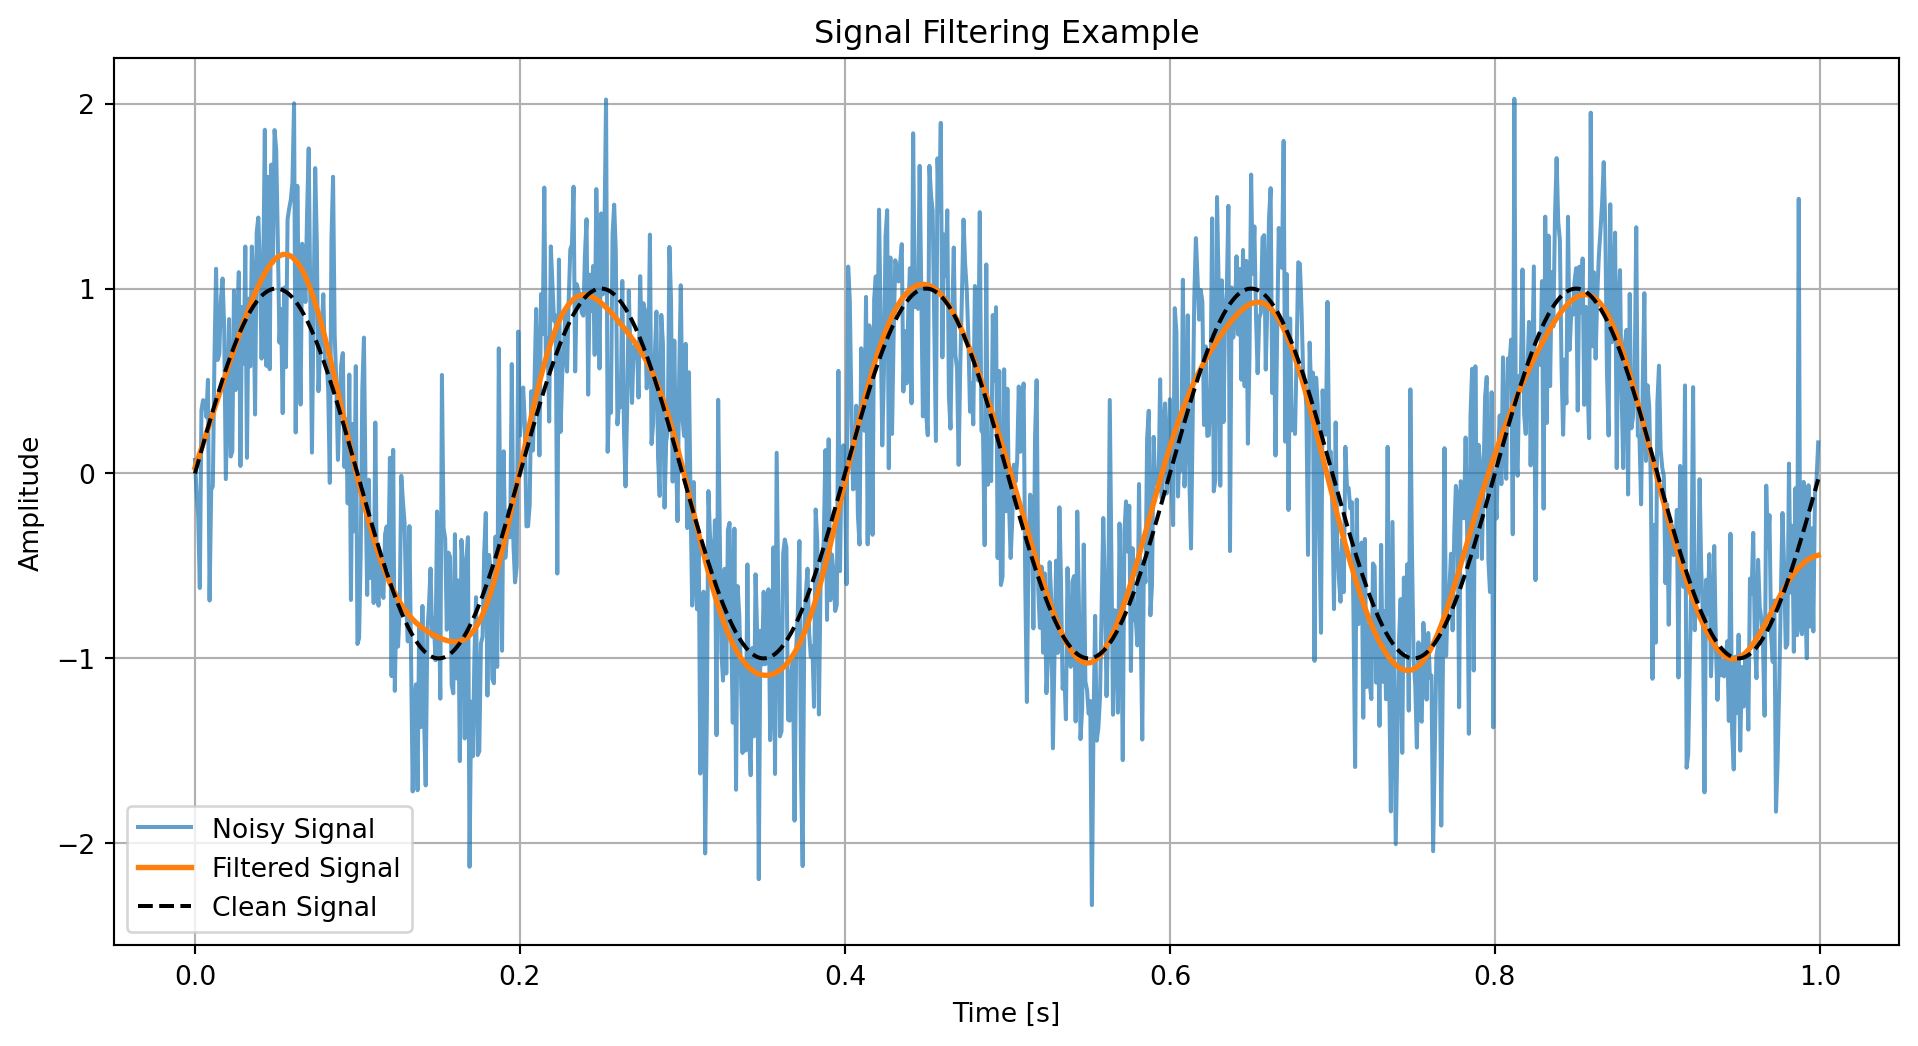 Signal Filtering Example
Amplitude
2
1
0
−1
−2
Noisy Signal
Filtered Signal
Clean Signal
0.0 0.2 0.4 0.6 0.8 1.0
Time [s]